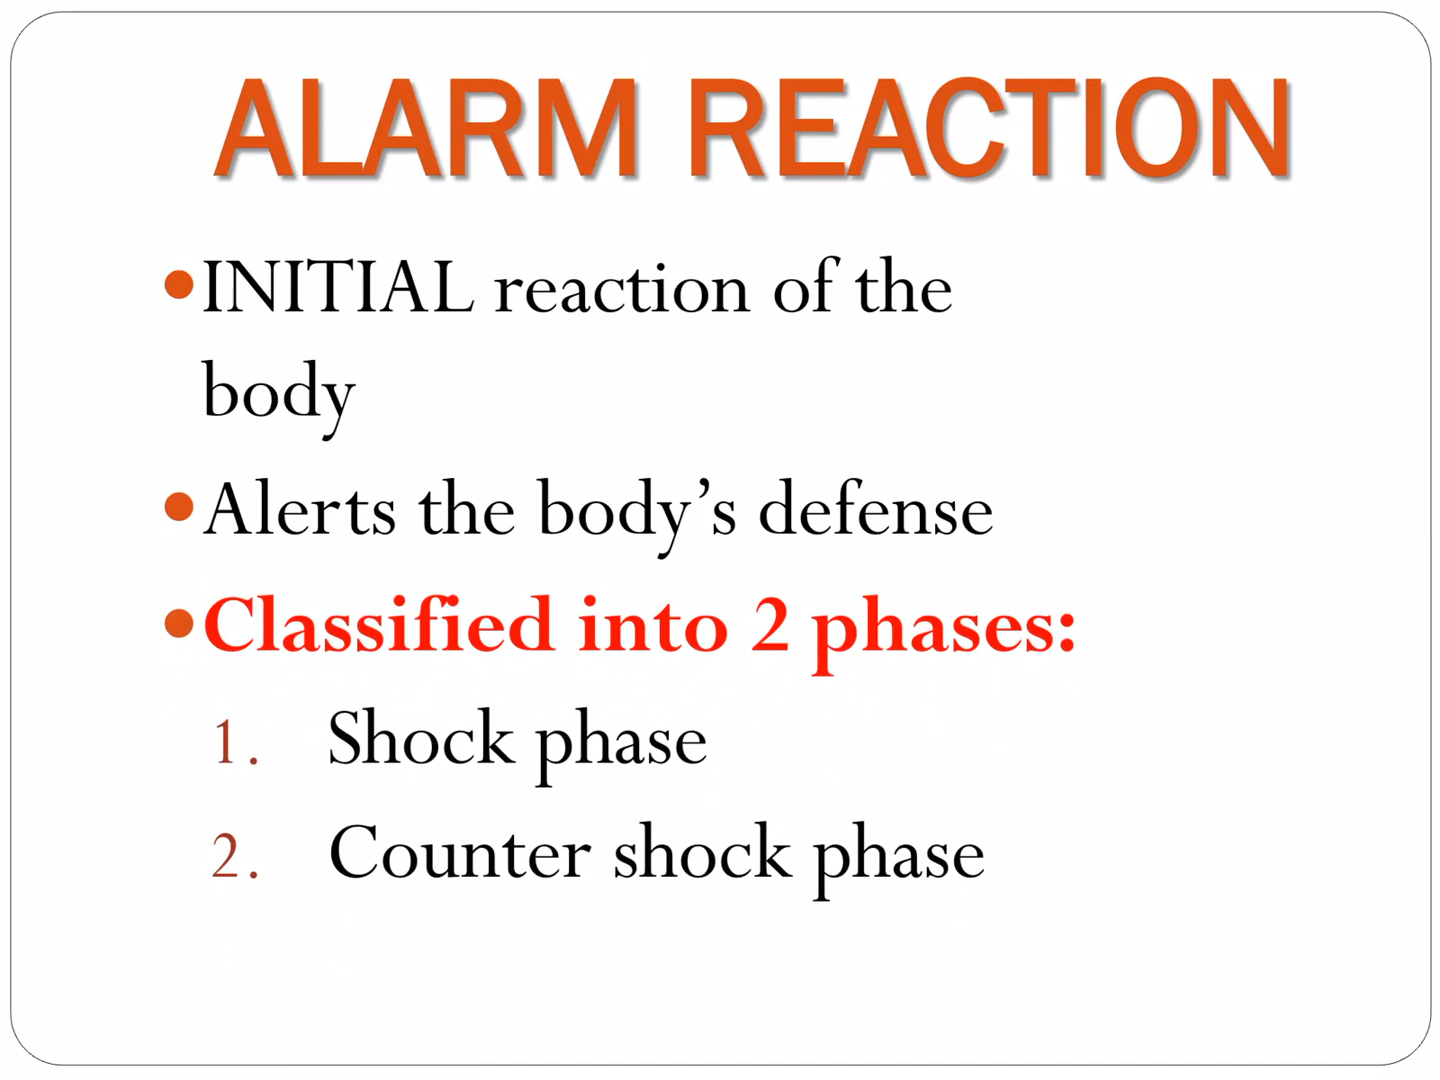 ALARM REACTION
•INITIAL reaction of the
body
•Alerts the body’s defense
•Classified into 2 phases:
1. Shock phase
2. Counter shock phase